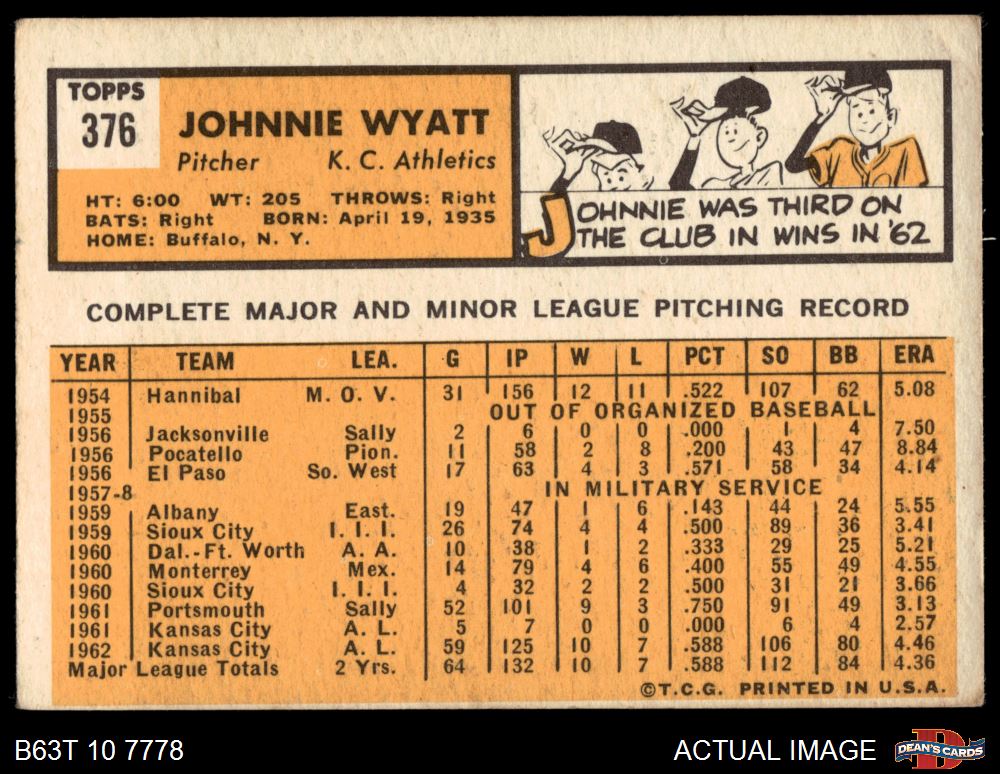 TOPPS
376
JOHNNIE WYATT
Pitcher K. C. Athletics
HT: 6:00 WT: 205 THROWS: Right
BATS: Right BORN: April 19, 1935
HOME: Buffalo, N. Y.
JOHNNIE WAS THIRD ON
THE CLUB IN WINS IN '62
COMPLETE MAJOR AND MINOR LEAGUE PITCHING RECORD
YEAR TEAM LEA. G IP W L PCT SO BB ERA
1954 Hannibal M. O. V. 31 156 12 11 .522 107 62 5.08
1955 OUT OF ORGANIZED BASEBALL
1956 Jacksonville Sally 2 6 0 0 .000 1 4 7.50
1956 Pocatello Pion. 11 58 2 8 .200 43 47 8.84
1956 El Paso So. West 17 63 4 3 .571 58 34 4.14
1957-8 IN MILITARY SERVICE
1959 Albany East. 19 47 1 6 .143 44 24 5.55
1959 Sioux City I. I. I. 26 74 4 4 .500 89 36 3.41
1960 Dal.-Ft. Worth A. A. 10 38 1 2 .333 29 25 5.21
1960 Monterrey Mex. 14 79 4 6 .400 55 49 4.55
1960 Sioux City I. I. I. 4 32 2 2 .500 31 21 3.66
1961 Portsmouth Sally 52 101 9 3 .750 91 49 3.13
1961 Kansas City A. L. 5 7 0 0 .000 6 4 2.57
1962 Kansas City A. L. 59 125 10 7 .588 106 80 4.46
Major League Totals 2 Yrs. 64 132 10 7 .588 112 84 4.36
©T.C.G. PRINTED IN U.S.A.
B63T 10 7778 ACTUAL IMAGE
DEAN'S CARDS